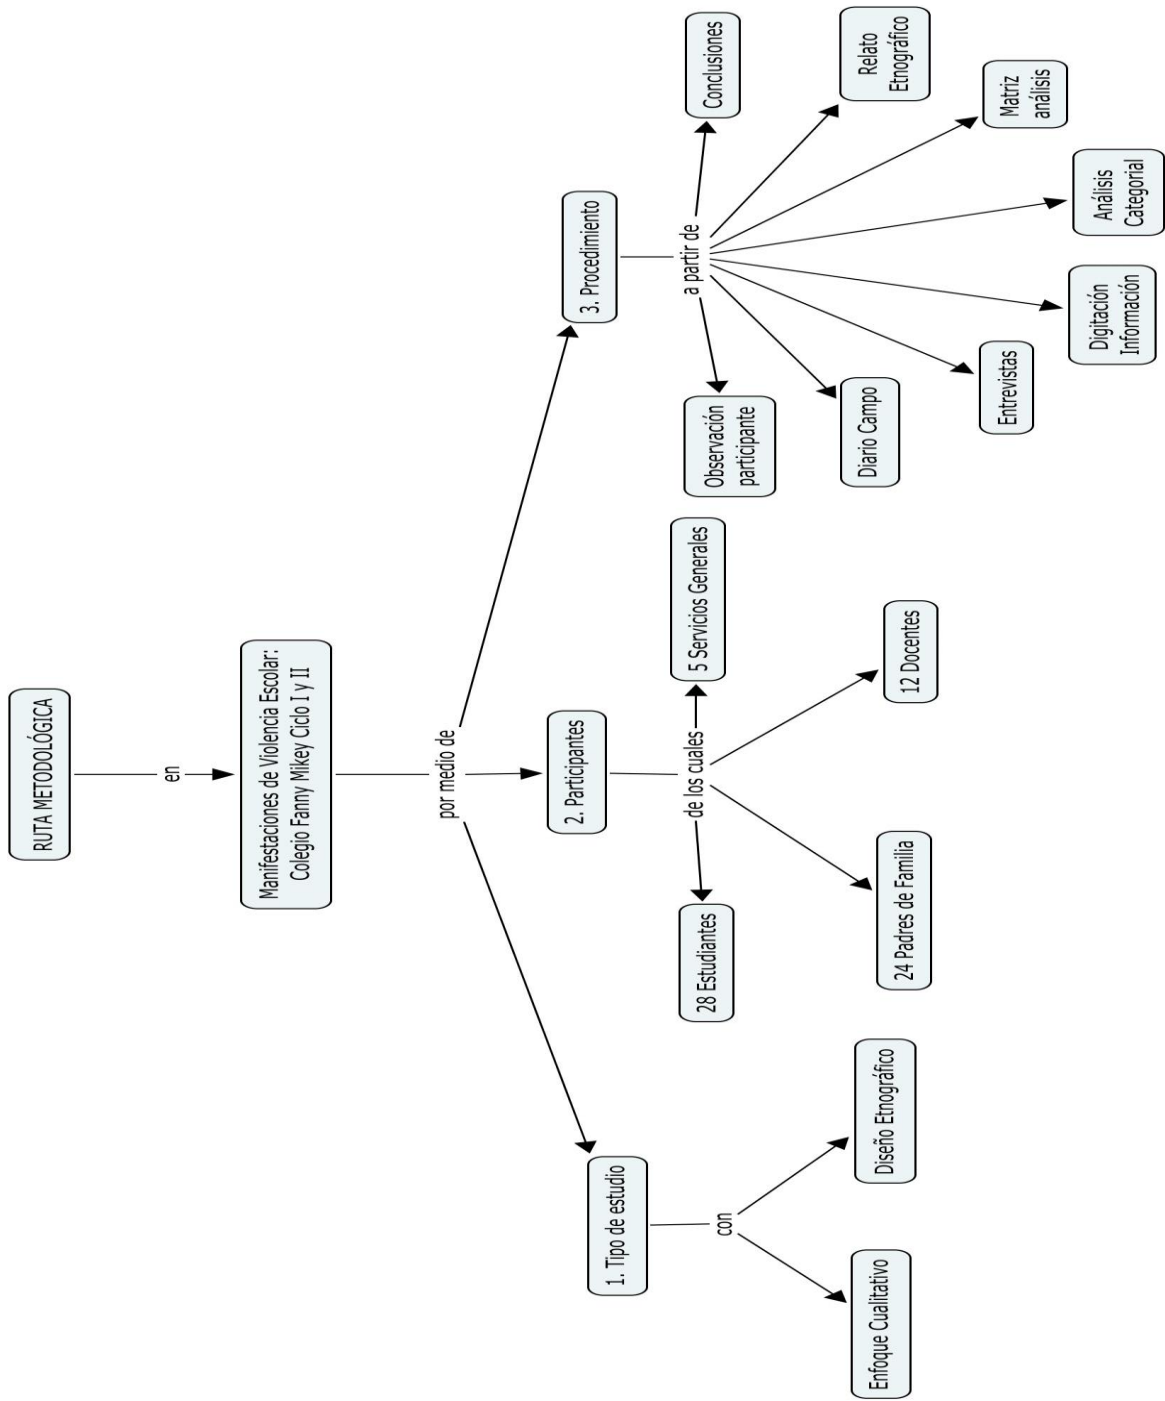 RUTA METODOLÓGICA
en
Manifestaciones de Violencia Escolar:
Colegio Fanny Mikey Ciclo I y II
por medio de
1. Tipo de estudio
con
Enfoque Cualitativo
Diseño Etnográfico
2. Participantes
de los cuales
28 Estudiantes
24 Padres de Familia
12 Docentes
5 Servicios Generales
3. Procedimiento
a partir de
Observación
participante
Diario Campo
Entrevistas
Digitación
Información
Análisis
Categorial
Matriz
análisis
Relato
Etnográfico
Conclusiones